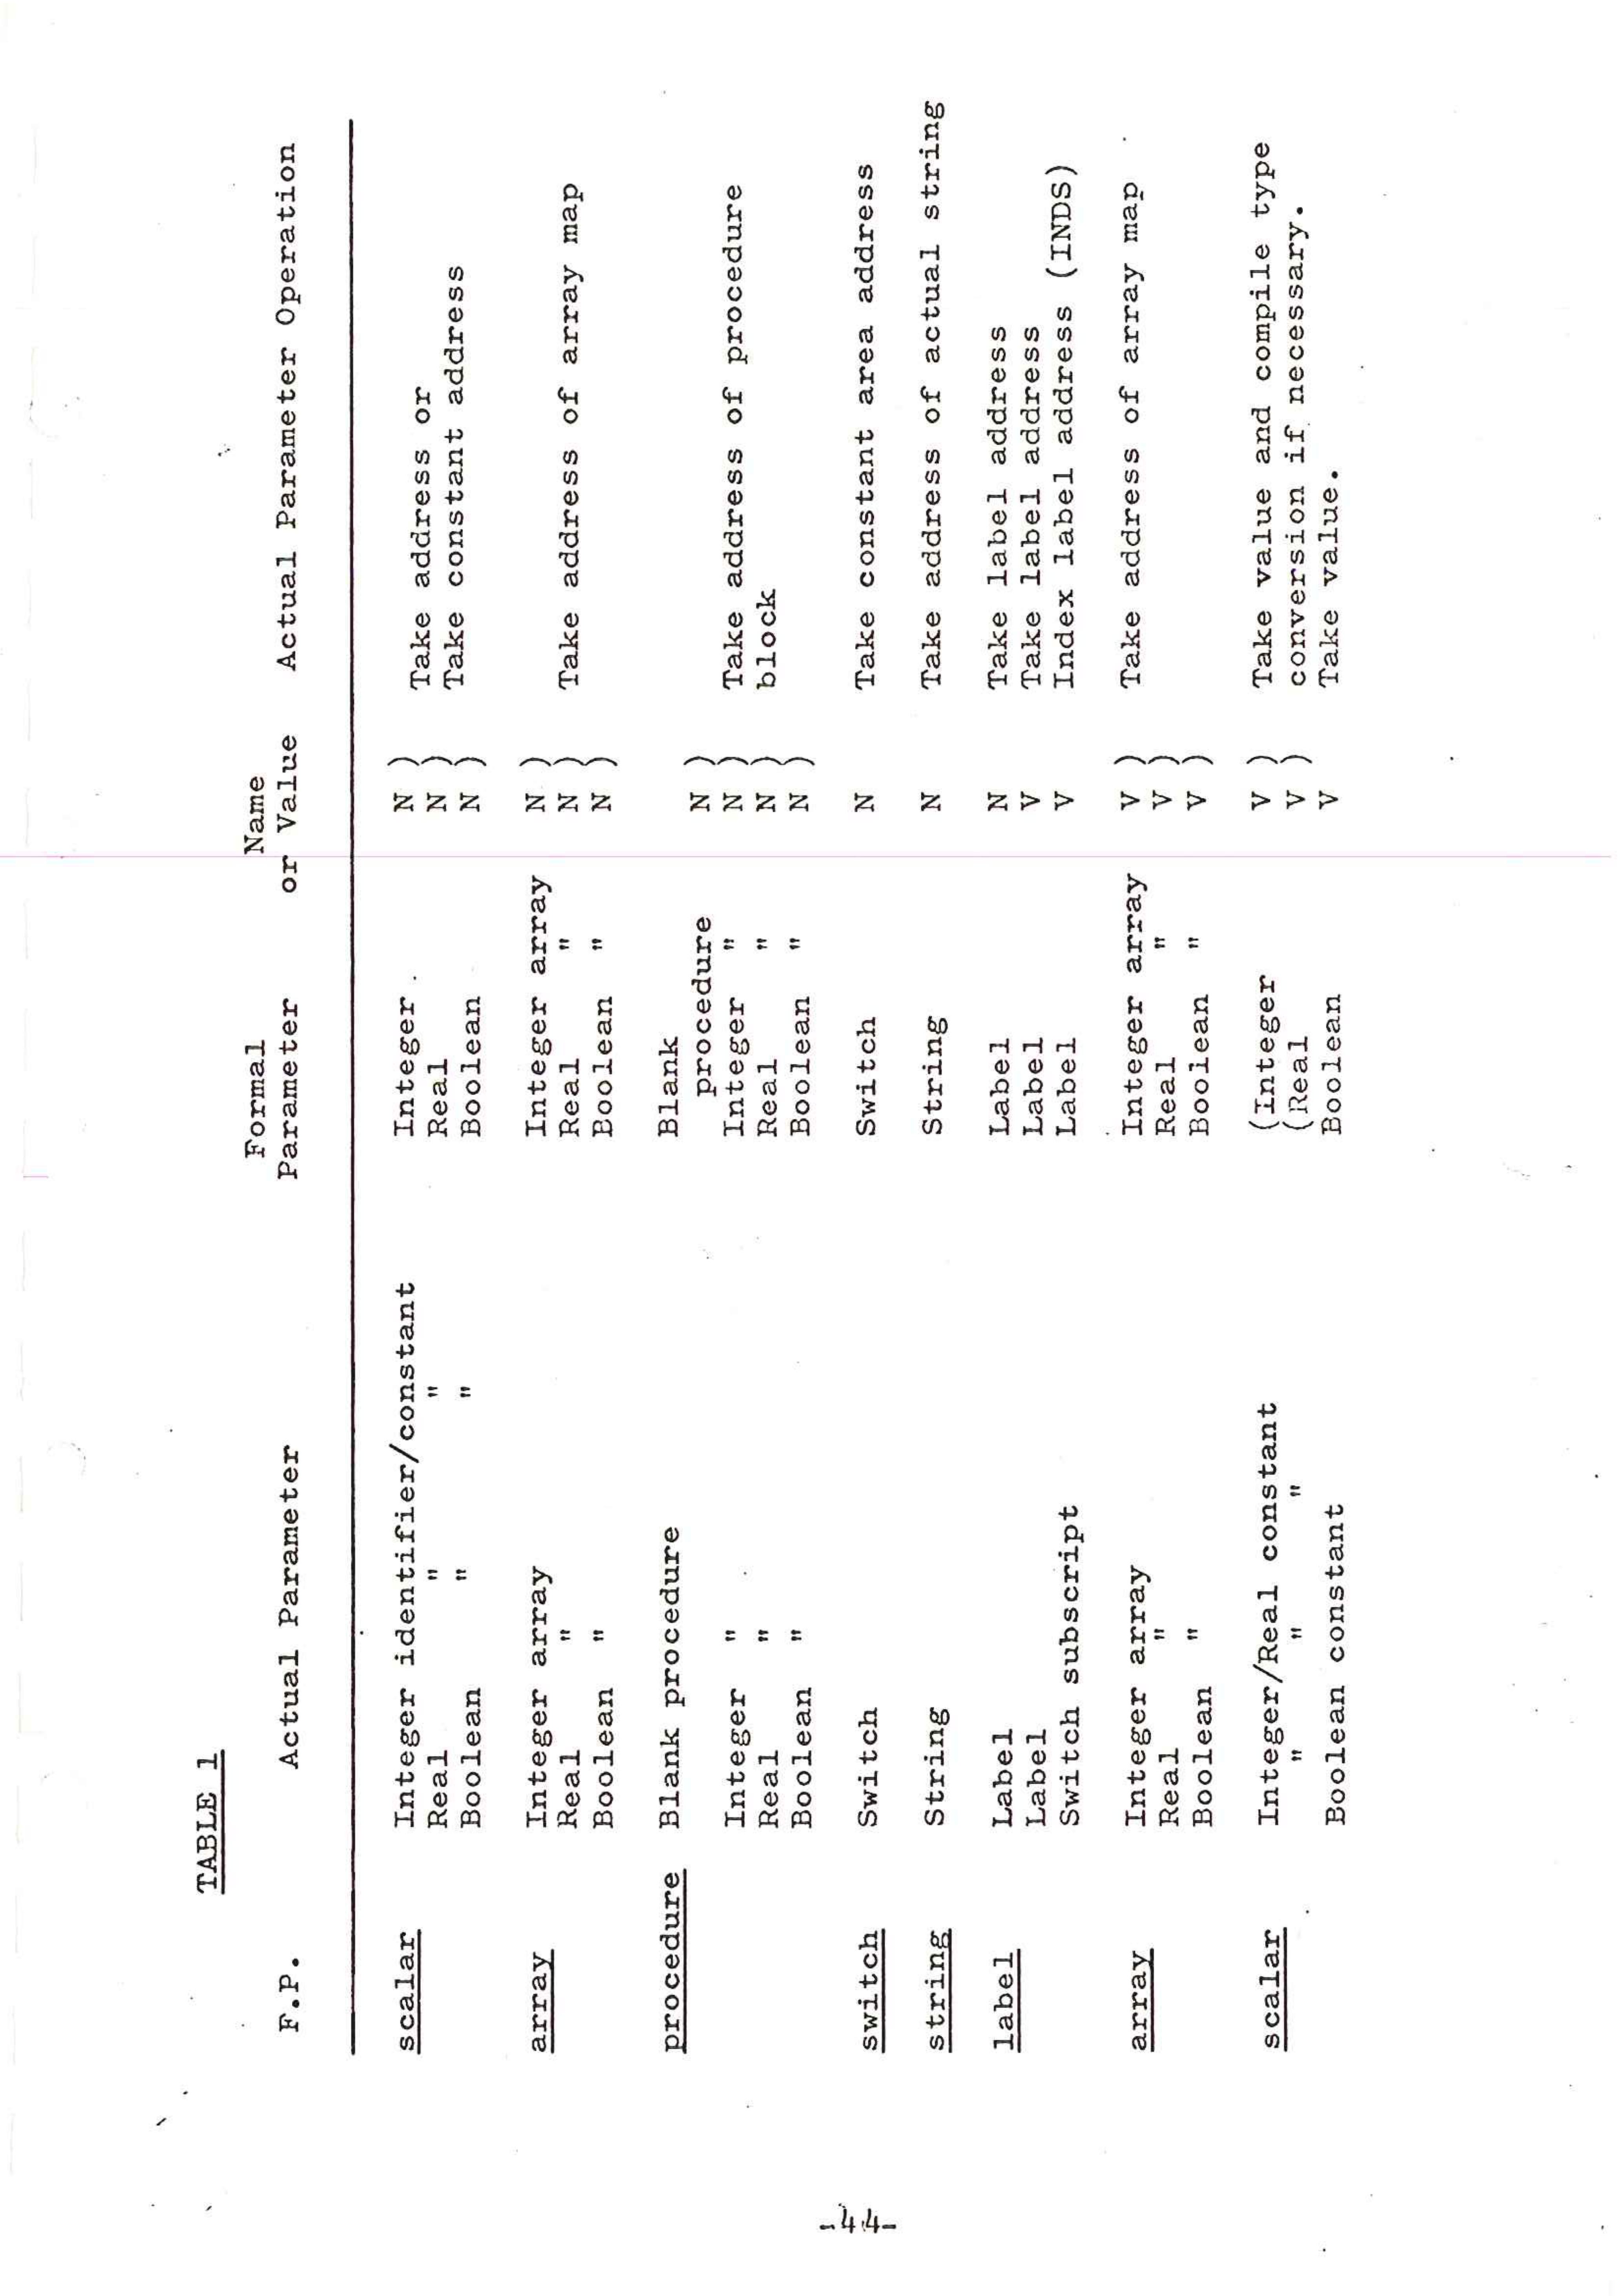 TABLE 1
Formal Name
F.P. Actual Parameter Parameter or Value Actual Parameter Operation
scalar Integer identifier/constant Integer N )
Real " " Real N ) Take address or
Boolean " " Boolean N ) Take constant address
array Integer array Integer array N )
Real " Real " N ) Take address of array map
Boolean " Boolean " N )
procedure Blank procedure Blank
procedure N )
Integer " Integer " N ) Take address of procedure
Real " Real " N ) block
Boolean " Boolean " N )
switch Switch Switch N Take constant area address
string String String N Take address of actual string
label Label Label N Take label address
Label Label V Take label address
Switch subscript Label V Index label address (INDS)
array Integer array Integer array V ) Take address of array map
Real " Real " V )
Boolean " Boolean " V )
scalar Integer/Real constant (Integer V ) Take value and compile type
" " " (Real V ) conversion if necessary.
Boolean constant Boolean V Take value.
-44-